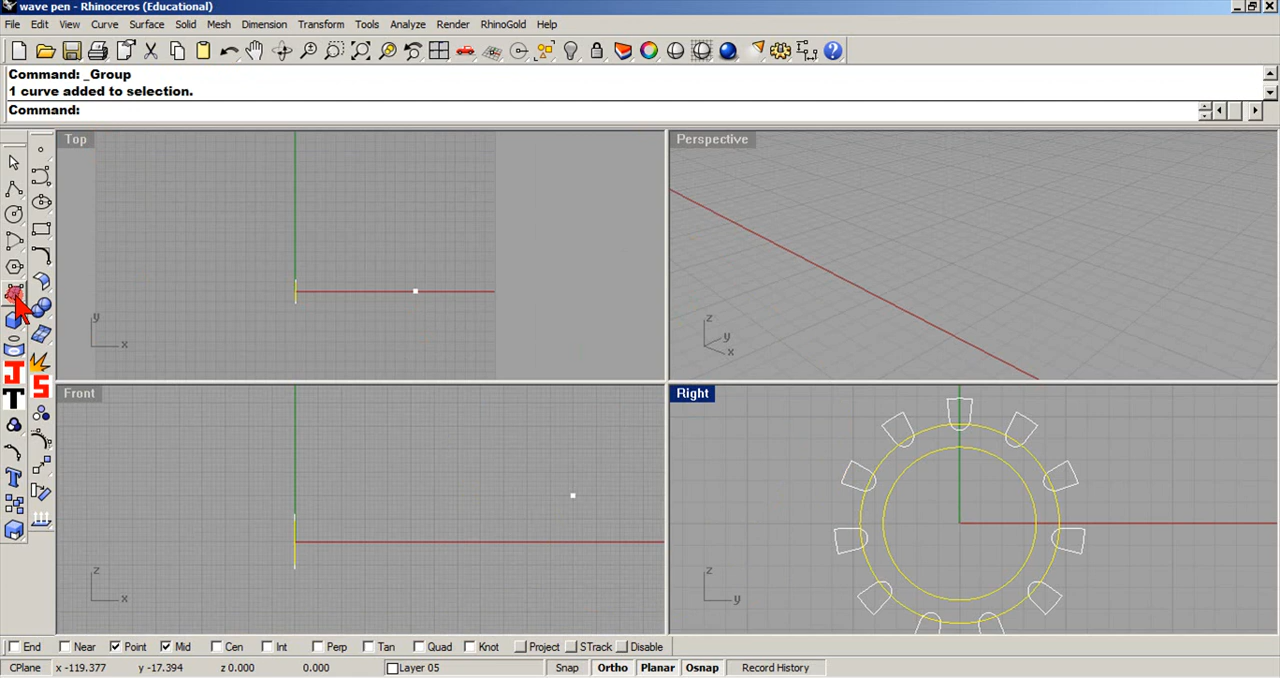 wave pen - Rhinoceros (Educational)
File Edit View Curve Surface Solid Mesh Dimension Transform Tools Analyze Render RhinoGold Help
Command: _Group
1 curve added to selection.
Command:
Top
Perspective
y
x
z
y
x
Front
Right
z
x
z
y
J
S
T
T
End Near Point Mid Cen Int Perp Tan Quad Knot Project STrack Disable
CPlane x -119.377 y -17.394 z 0.000 0.000 Layer 05 Snap Ortho Planar Osnap Record History